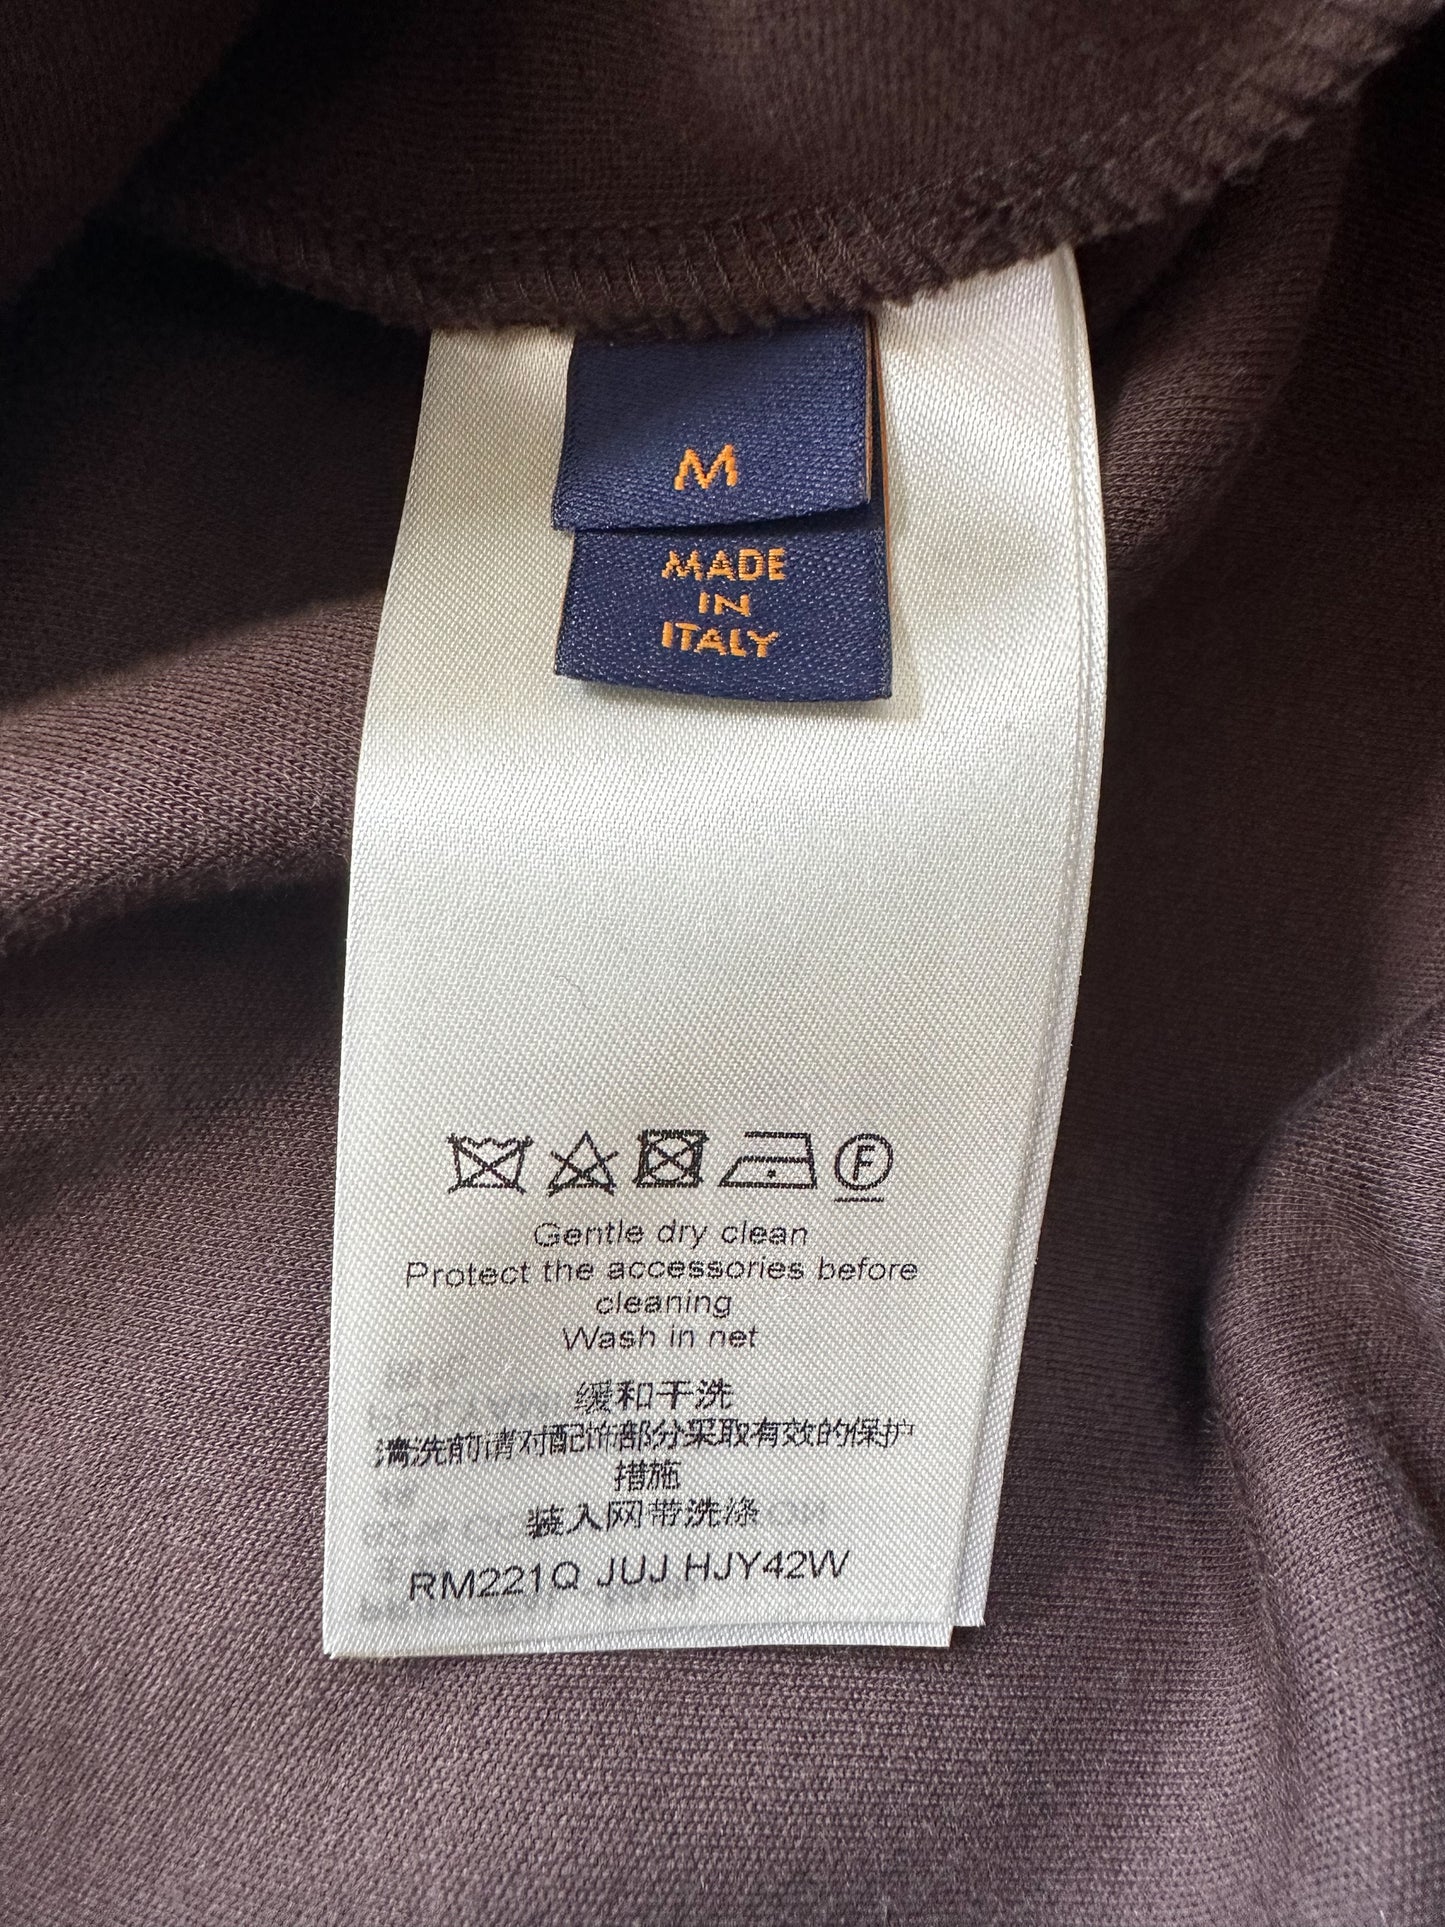 M
MADE
IN
ITALY
F
Gentle dry clean
Protect the accessories before
cleaning
Wash in net
缓和干洗
清洗前请对配饰部分采取有效的保护
措施
装入网带洗涤
RM221Q JUJ HJY42W